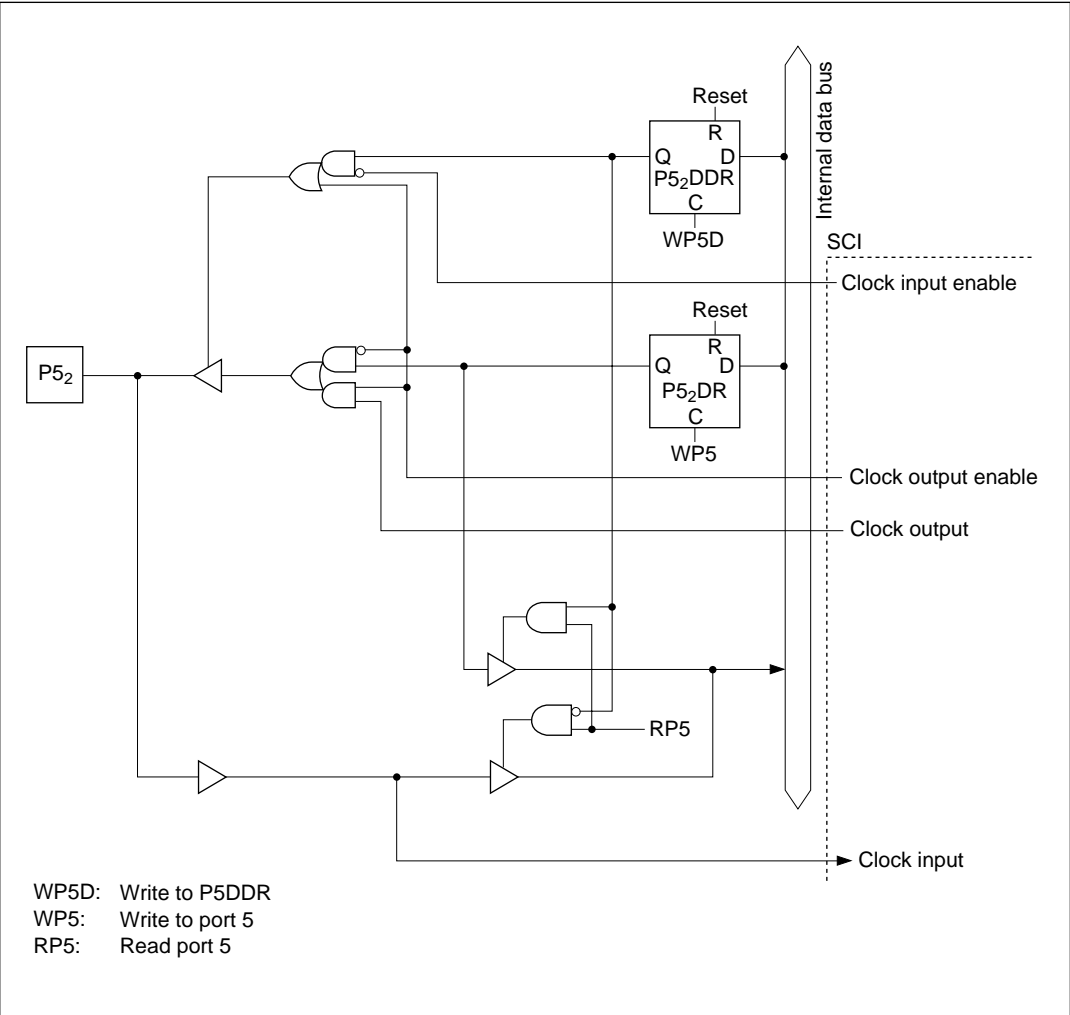 Reset
R
Q D
P5₂DDR
C
WP5D
Internal data bus
SCI
Clock input enable
Reset
R
Q D
P5₂DR
C
WP5
P5₂
Clock output enable
Clock output
RP5
Clock input
WP5D: Write to P5DDR
WP5: Write to port 5
RP5: Read port 5